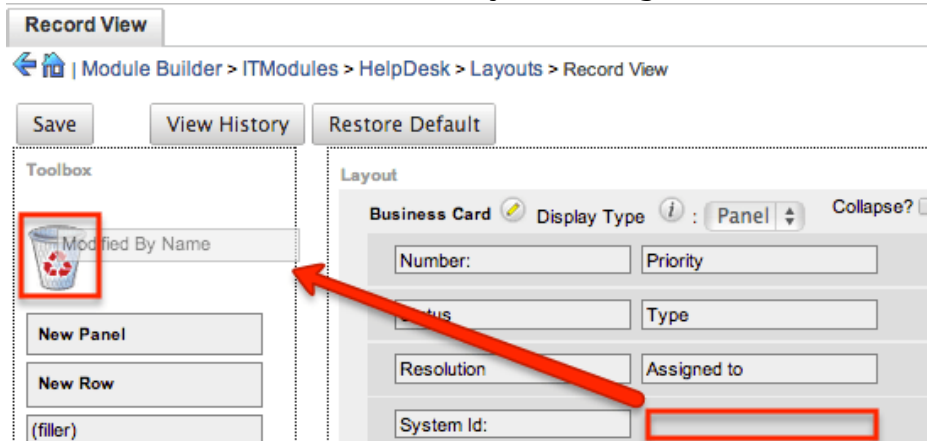 Record View
| Module Builder > ITModules > HelpDesk > Layouts > Record View
Save View History Restore Default
Toolbox
Modified By Name
New Panel
New Row
(filler)
Layout
Business Card Display Type i : Panel Collapse?
Number: Priority
Status Type
Resolution Assigned to
System Id: